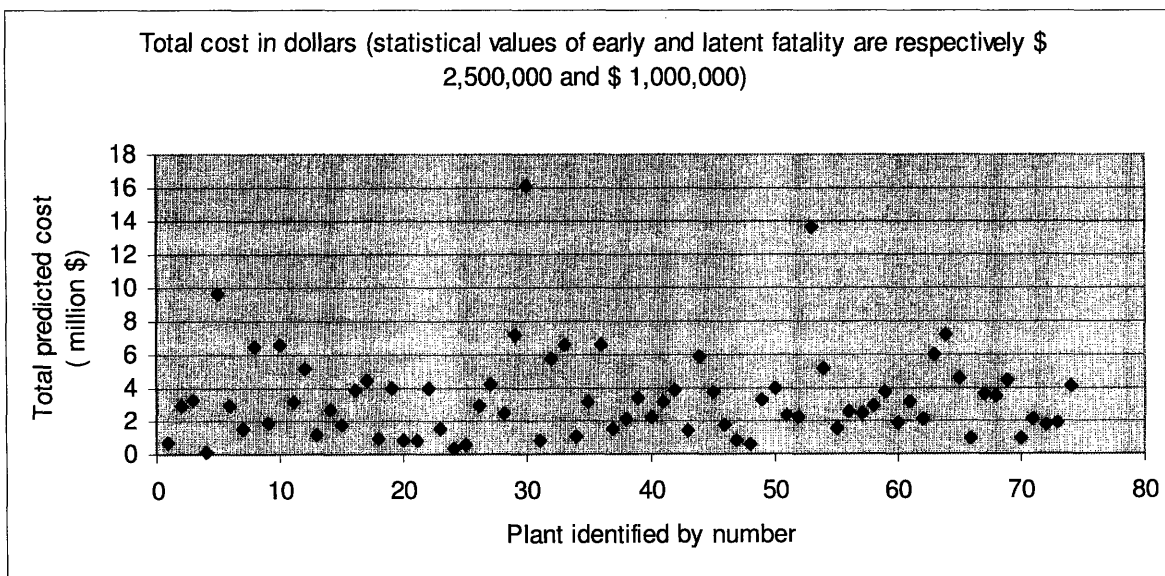 Total cost in dollars (statistical values of early and latent fatality are respectively $
2,500,000 and $ 1,000,000)
Total predicted cost
( million $)
18
16
14
12
10
8
6
4
2
0
0 10 20 30 40 50 60 70 80
Plant identified by number